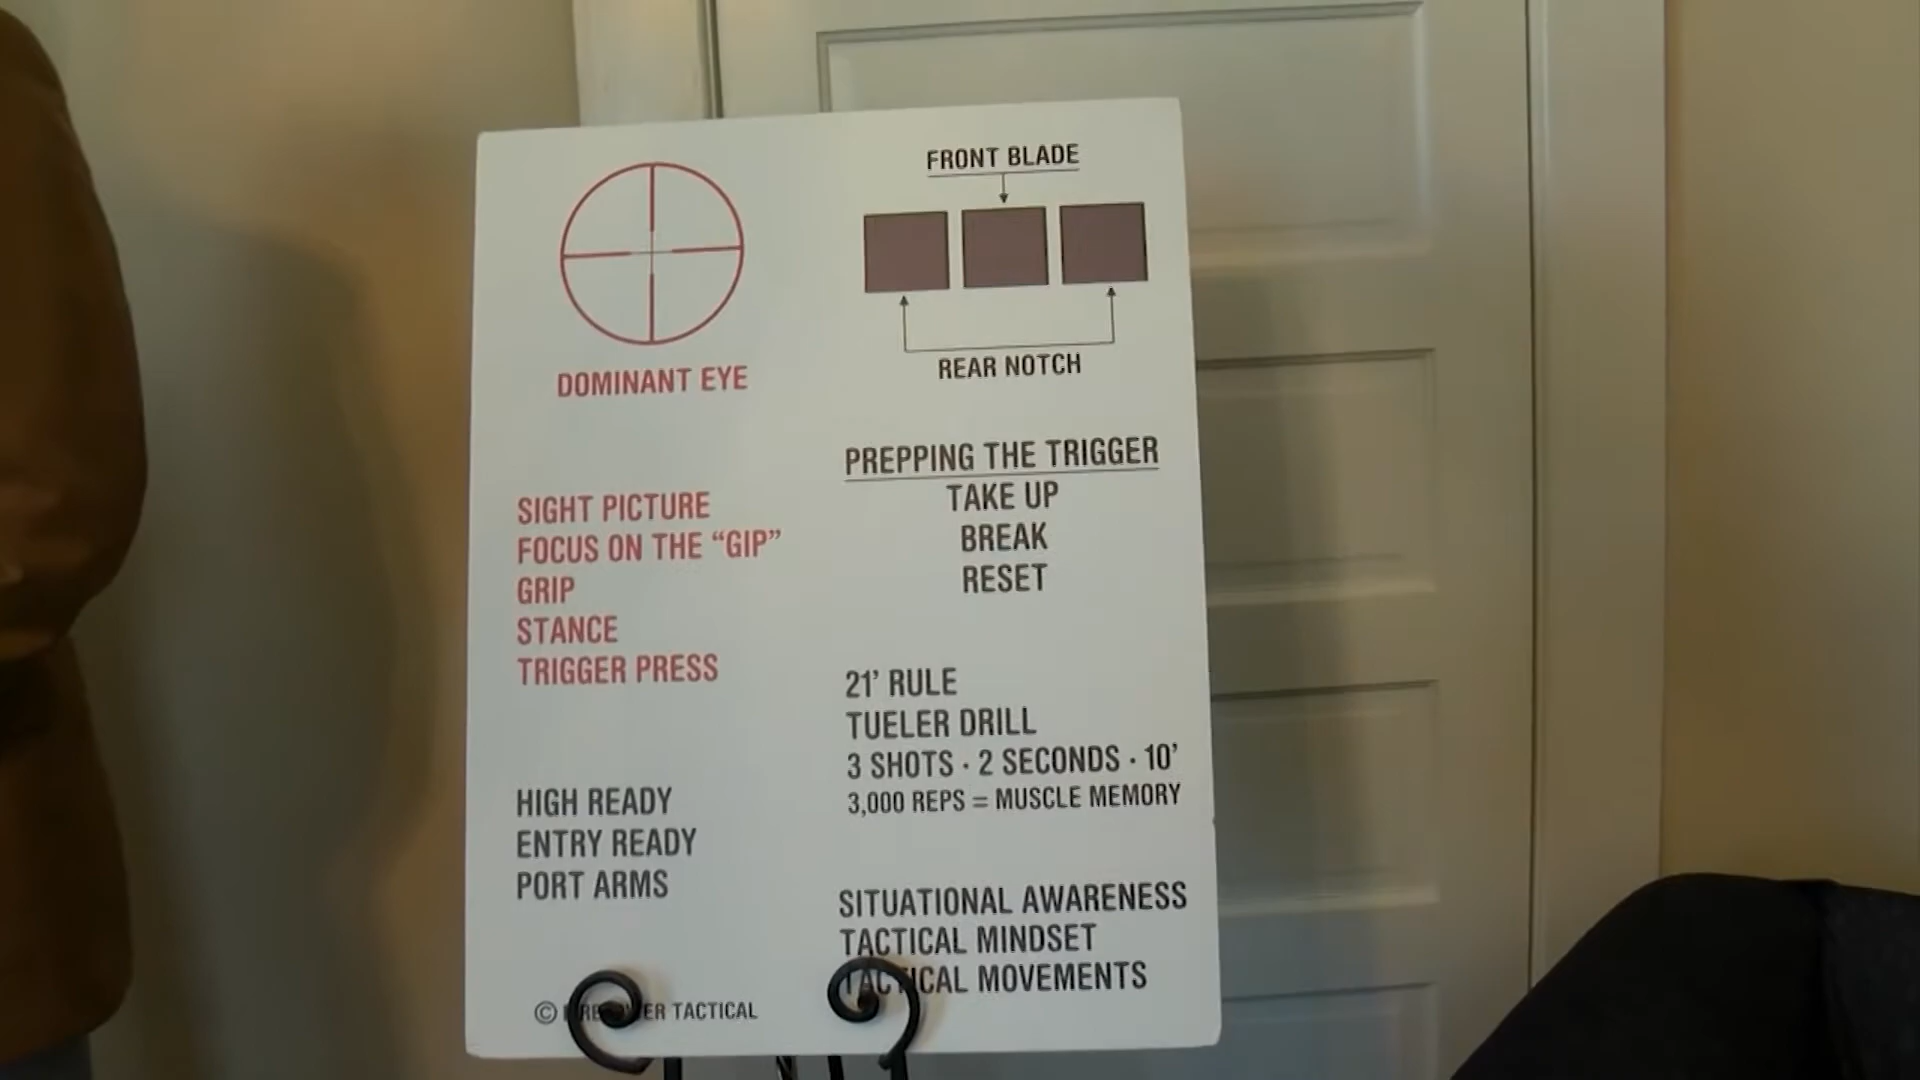 DOMINANT EYE
SIGHT PICTURE
FOCUS ON THE “GIP”
GRIP
STANCE
TRIGGER PRESS
HIGH READY
ENTRY READY
PORT ARMS
© TACTICAL
FRONT BLADE
REAR NOTCH
PREPPING THE TRIGGER
TAKE UP
BREAK
RESET
21’ RULE
TUELER DRILL
3 SHOTS · 2 SECONDS · 10’
3,000 REPS = MUSCLE MEMORY
SITUATIONAL AWARENESS
TACTICAL MINDSET
TACTICAL MOVEMENTS